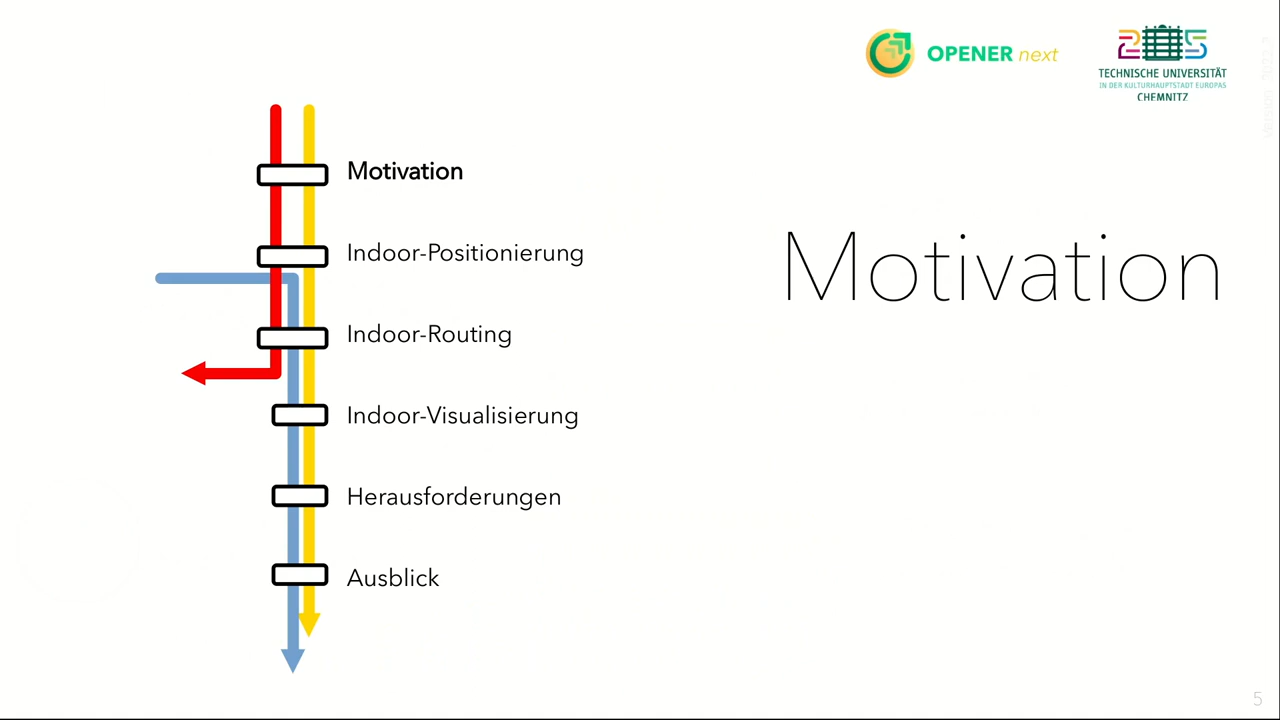 OPENER next
TECHNISCHE UNIVERSITÄT
IN DER KULTURHAUPTSTADT EUROPAS
CHEMNITZ
Motivation
Indoor-Positionierung
Indoor-Routing
Indoor-Visualisierung
Herausforderungen
Ausblick
Motivation
5